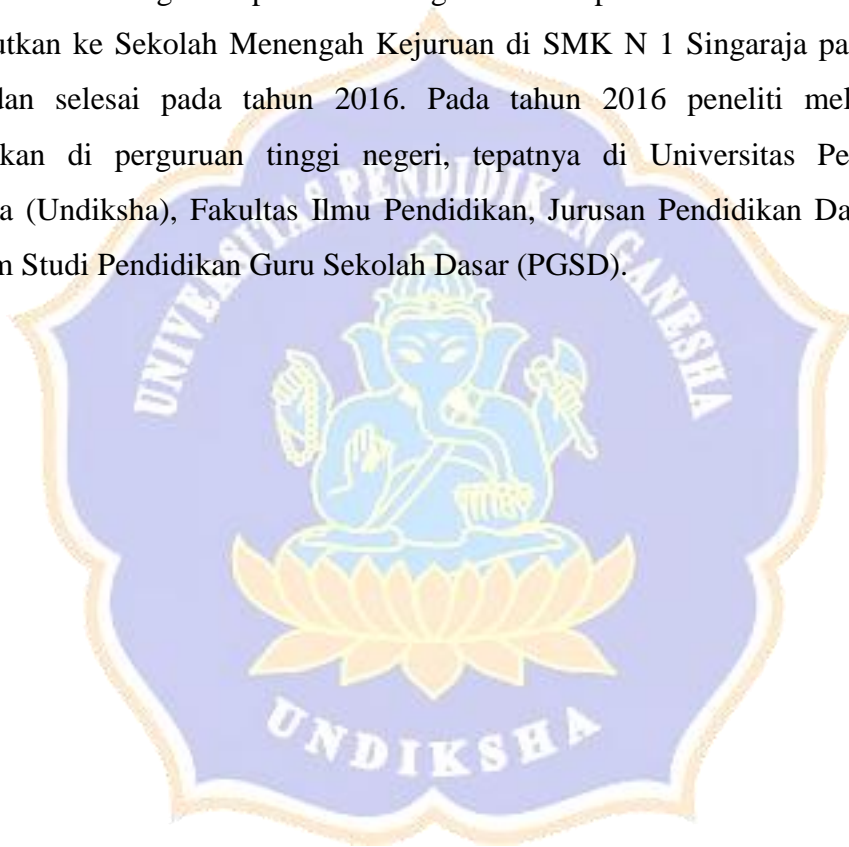 utkan ke Sekolah Menengah Kejuruan di SMK N 1 Singaraja pa
dan selesai pada tahun 2016. Pada tahun 2016 peneliti mel
kan di perguruan tinggi negeri, tepatnya di Universitas Pe
a (Undiksha), Fakultas Ilmu Pendidikan, Jurusan Pendidikan Da
Studi Pendidikan Guru Sekolah Dasar (PGSD).
UNIVERSITAS PENDIDIKAN GANESHA
UNDIKSHA